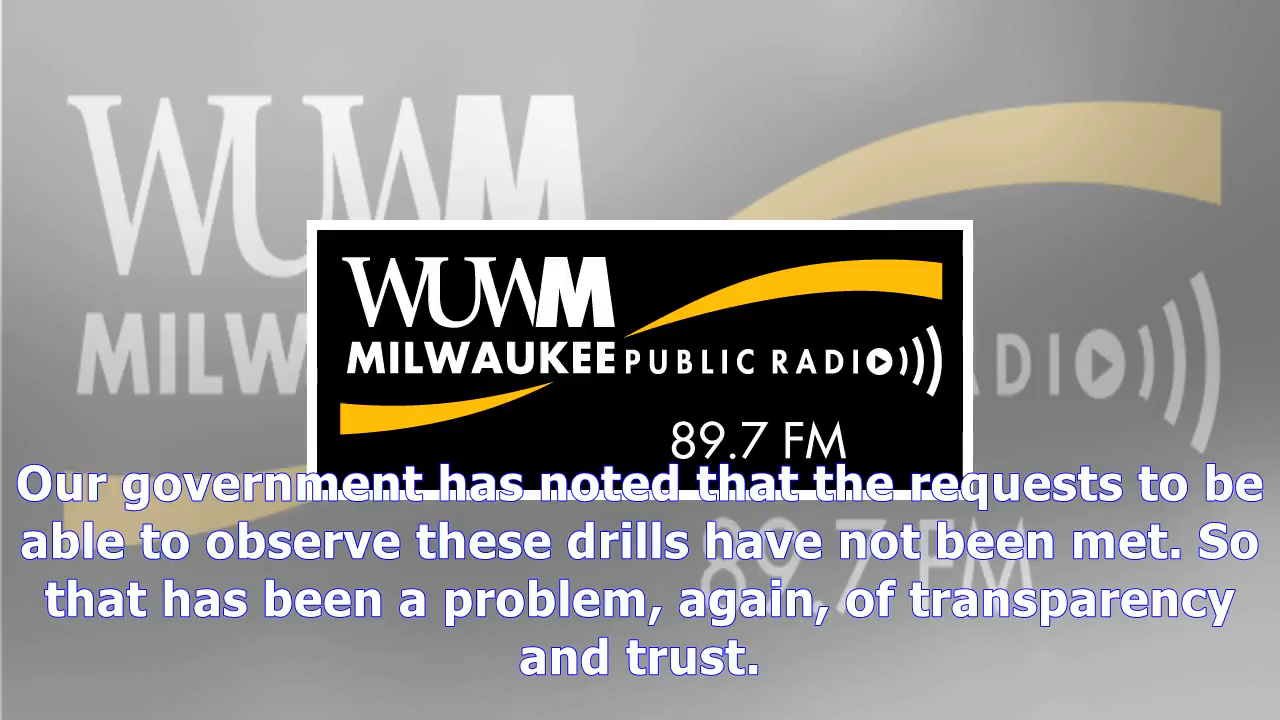 WUWM
MILWAUKEE PUBLIC RADIO
89.7 FM
Our government has noted that the requests to be
able to observe these drills have not been met. So
that has been a problem, again, of transparency
and trust.